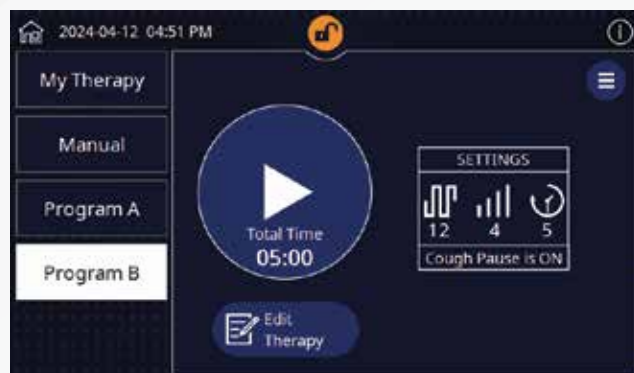 2024-04-12 04:51 PM
My Therapy
Manual
Program A
Program B
Total Time
05:00
Edit
Therapy
SETTINGS
12 4 5
Cough Pause is ON